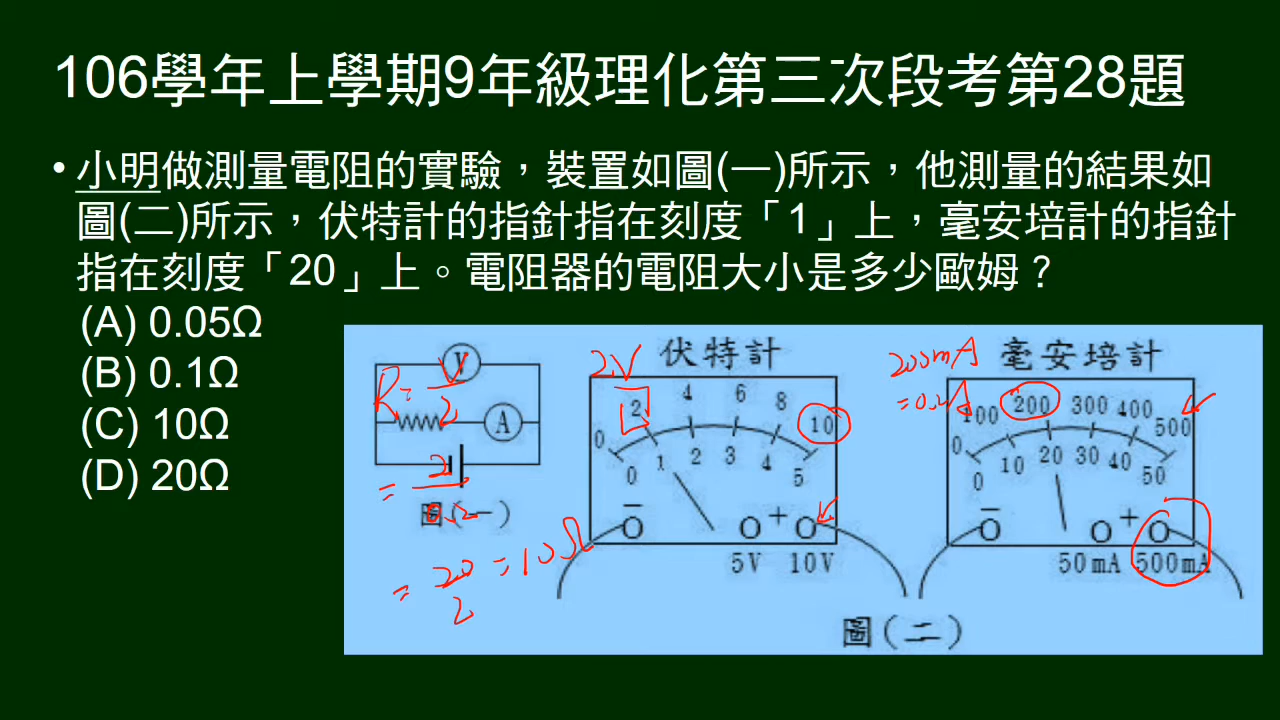 106學年上學期9年級理化第三次段考第28題
• 小明做測量電阻的實驗，裝置如圖(一)所示，他測量的結果如
圖(二)所示，伏特計的指針指在刻度「1」上，毫安培計的指針
指在刻度「20」上。電阻器的電阻大小是多少歐姆？
(A) 0.05Ω
(B) 0.1Ω
(C) 10Ω
(D) 20Ω
V
A
圖(一)
R=
V
= 2
= 20 = 10Ω
2
2V
伏特計
0 2 4 6 8 10
0 1 2 3 4 5
− +
5V 10V
200mA
毫安培計
0 100 200 300 400 500
0 10 20 30 40 50
− +
50mA 500mA
圖(二)